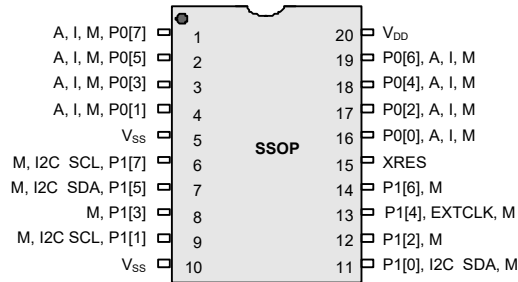 A, I, M, P0[7] 1 20 VDD
A, I, M, P0[5] 2 19 P0[6], A, I, M
A, I, M, P0[3] 3 18 P0[4], A, I, M
A, I, M, P0[1] 4 17 P0[2], A, I, M
VSS 5 16 P0[0], A, I, M
SSOP
M, I2C SCL, P1[7] 6 15 XRES
M, I2C SDA, P1[5] 7 14 P1[6], M
M, P1[3] 8 13 P1[4], EXTCLK, M
M, I2C SCL, P1[1] 9 12 P1[2], M
VSS 10 11 P1[0], I2C SDA, M